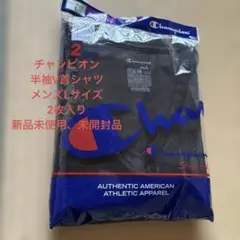 Champion
2
チャンピオン
半袖V首シャツ
メンズLサイズ
2枚入り
新品未使用、未開封品
Champion
Cham
AUTHENTIC AMERICAN
ATHLETIC APPAREL